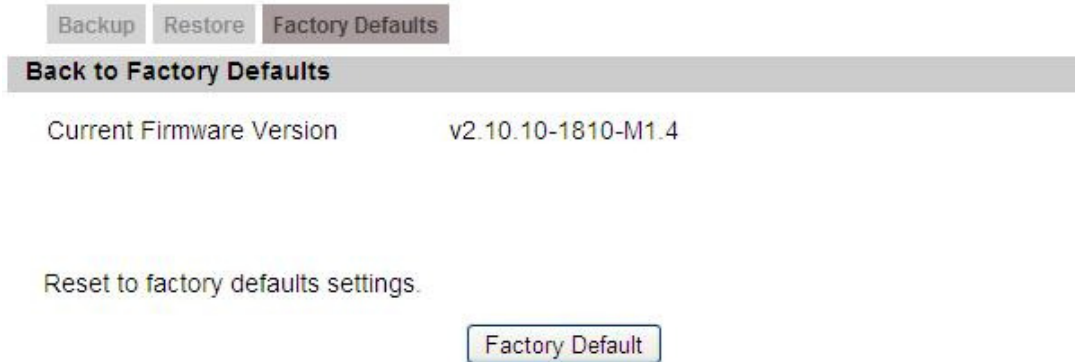 Backup Restore Factory Defaults
Back to Factory Defaults
Current Firmware Version v2.10.10-1810-M1.4
Reset to factory defaults settings.
Factory Default